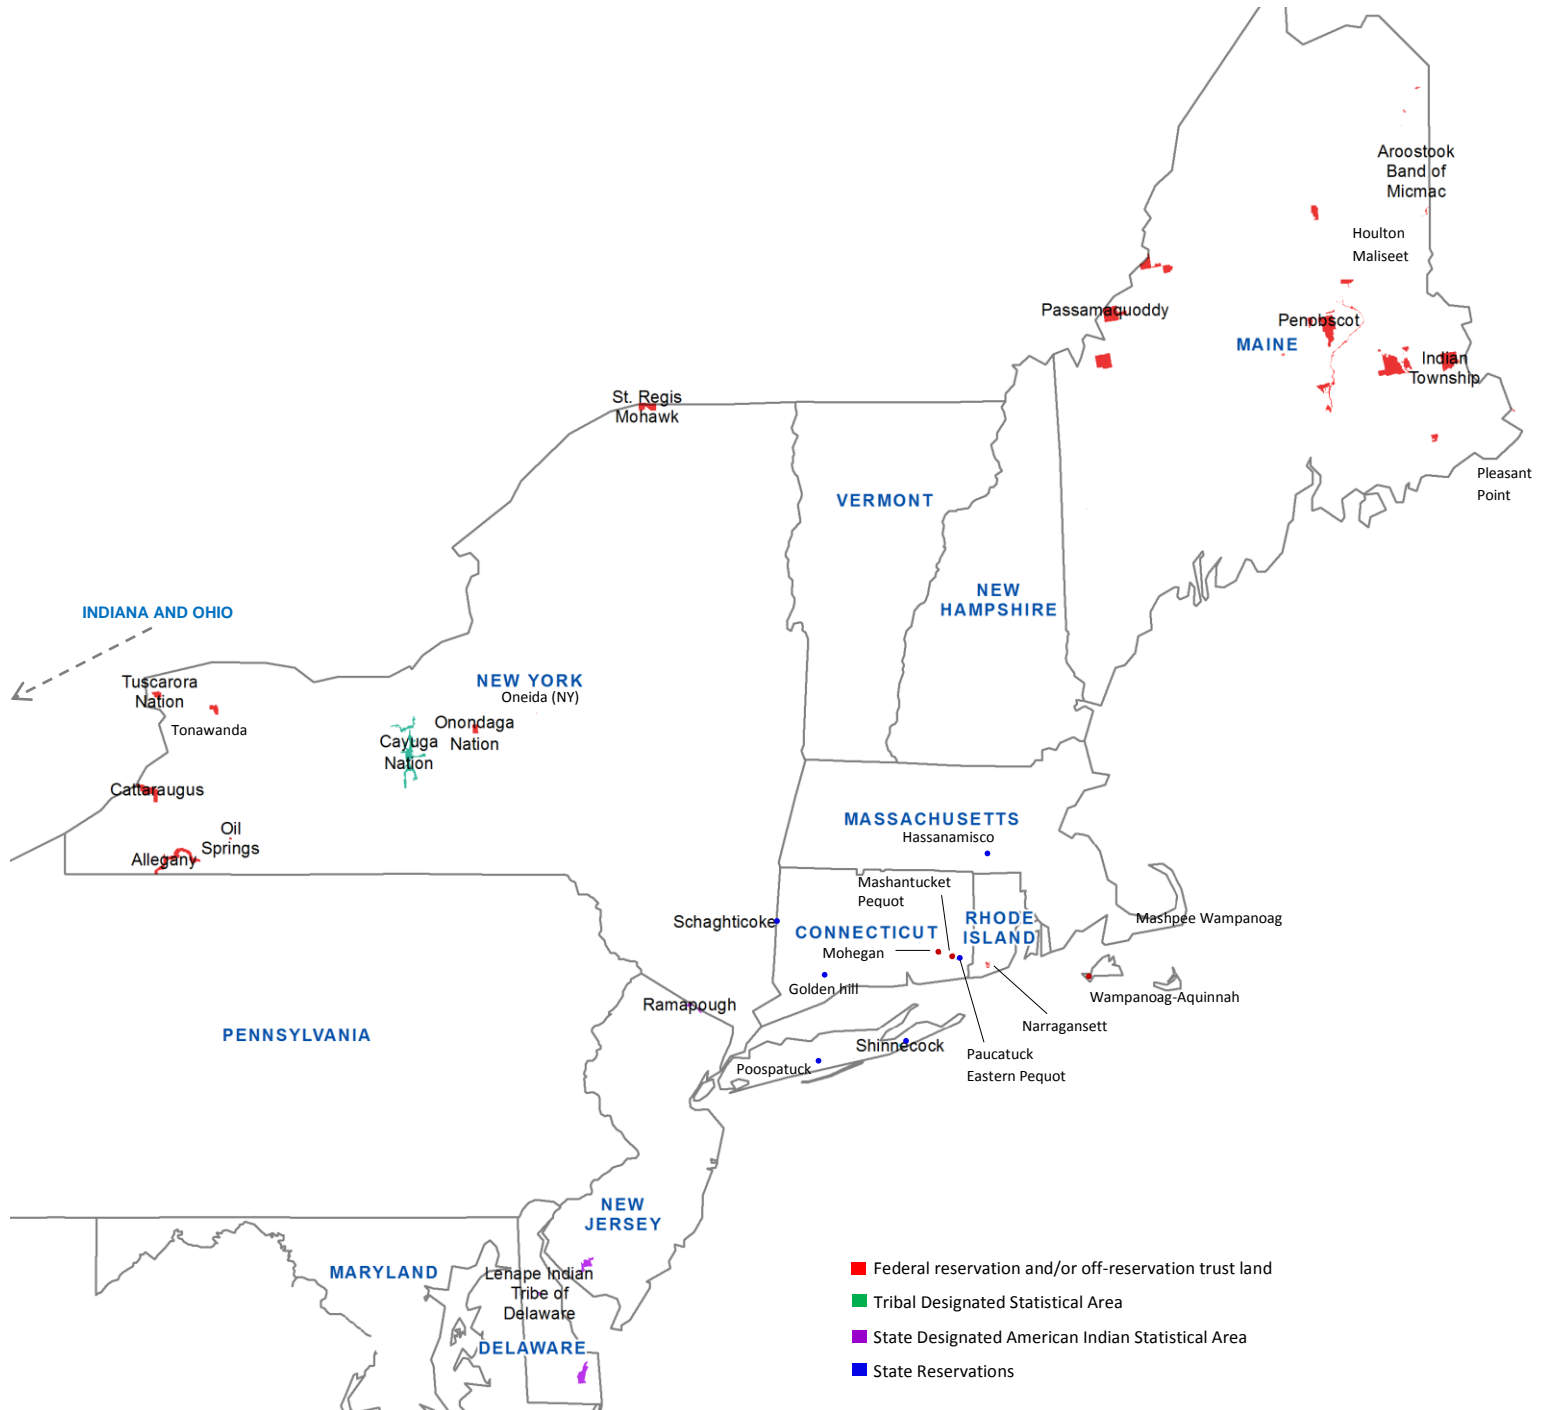 Aroostook
Band of
Micmac
Houlton
Maliseet
Passamaquoddy
Penobscot
MAINE
Indian
Township
Pleasant
Point
St. Regis
Mohawk
VERMONT
NEW
HAMPSHIRE
INDIANA AND OHIO
NEW YORK
Oneida (NY)
Tuscarora
Nation
Tonawanda
Onondaga
Nation
Cayuga
Nation
Cattaraugus
Oil
Springs
Allegany
MASSACHUSETTS
Hassanamisco
Mashantucket
Pequot
Schaghticoke
CONNECTICUT
RHODE
ISLAND
Mashpee Wampanoag
Mohegan
Golden hill
Wampanoag-Aquinnah
Ramapough
Narragansett
PENNSYLVANIA
Shinnecock
Poospatuck
Paucatuck
Eastern Pequot
NEW
JERSEY
MARYLAND
Lenape Indian
Tribe of
Delaware
DELAWARE
Federal reservation and/or off-reservation trust land
Tribal Designated Statistical Area
State Designated American Indian Statistical Area
State Reservations